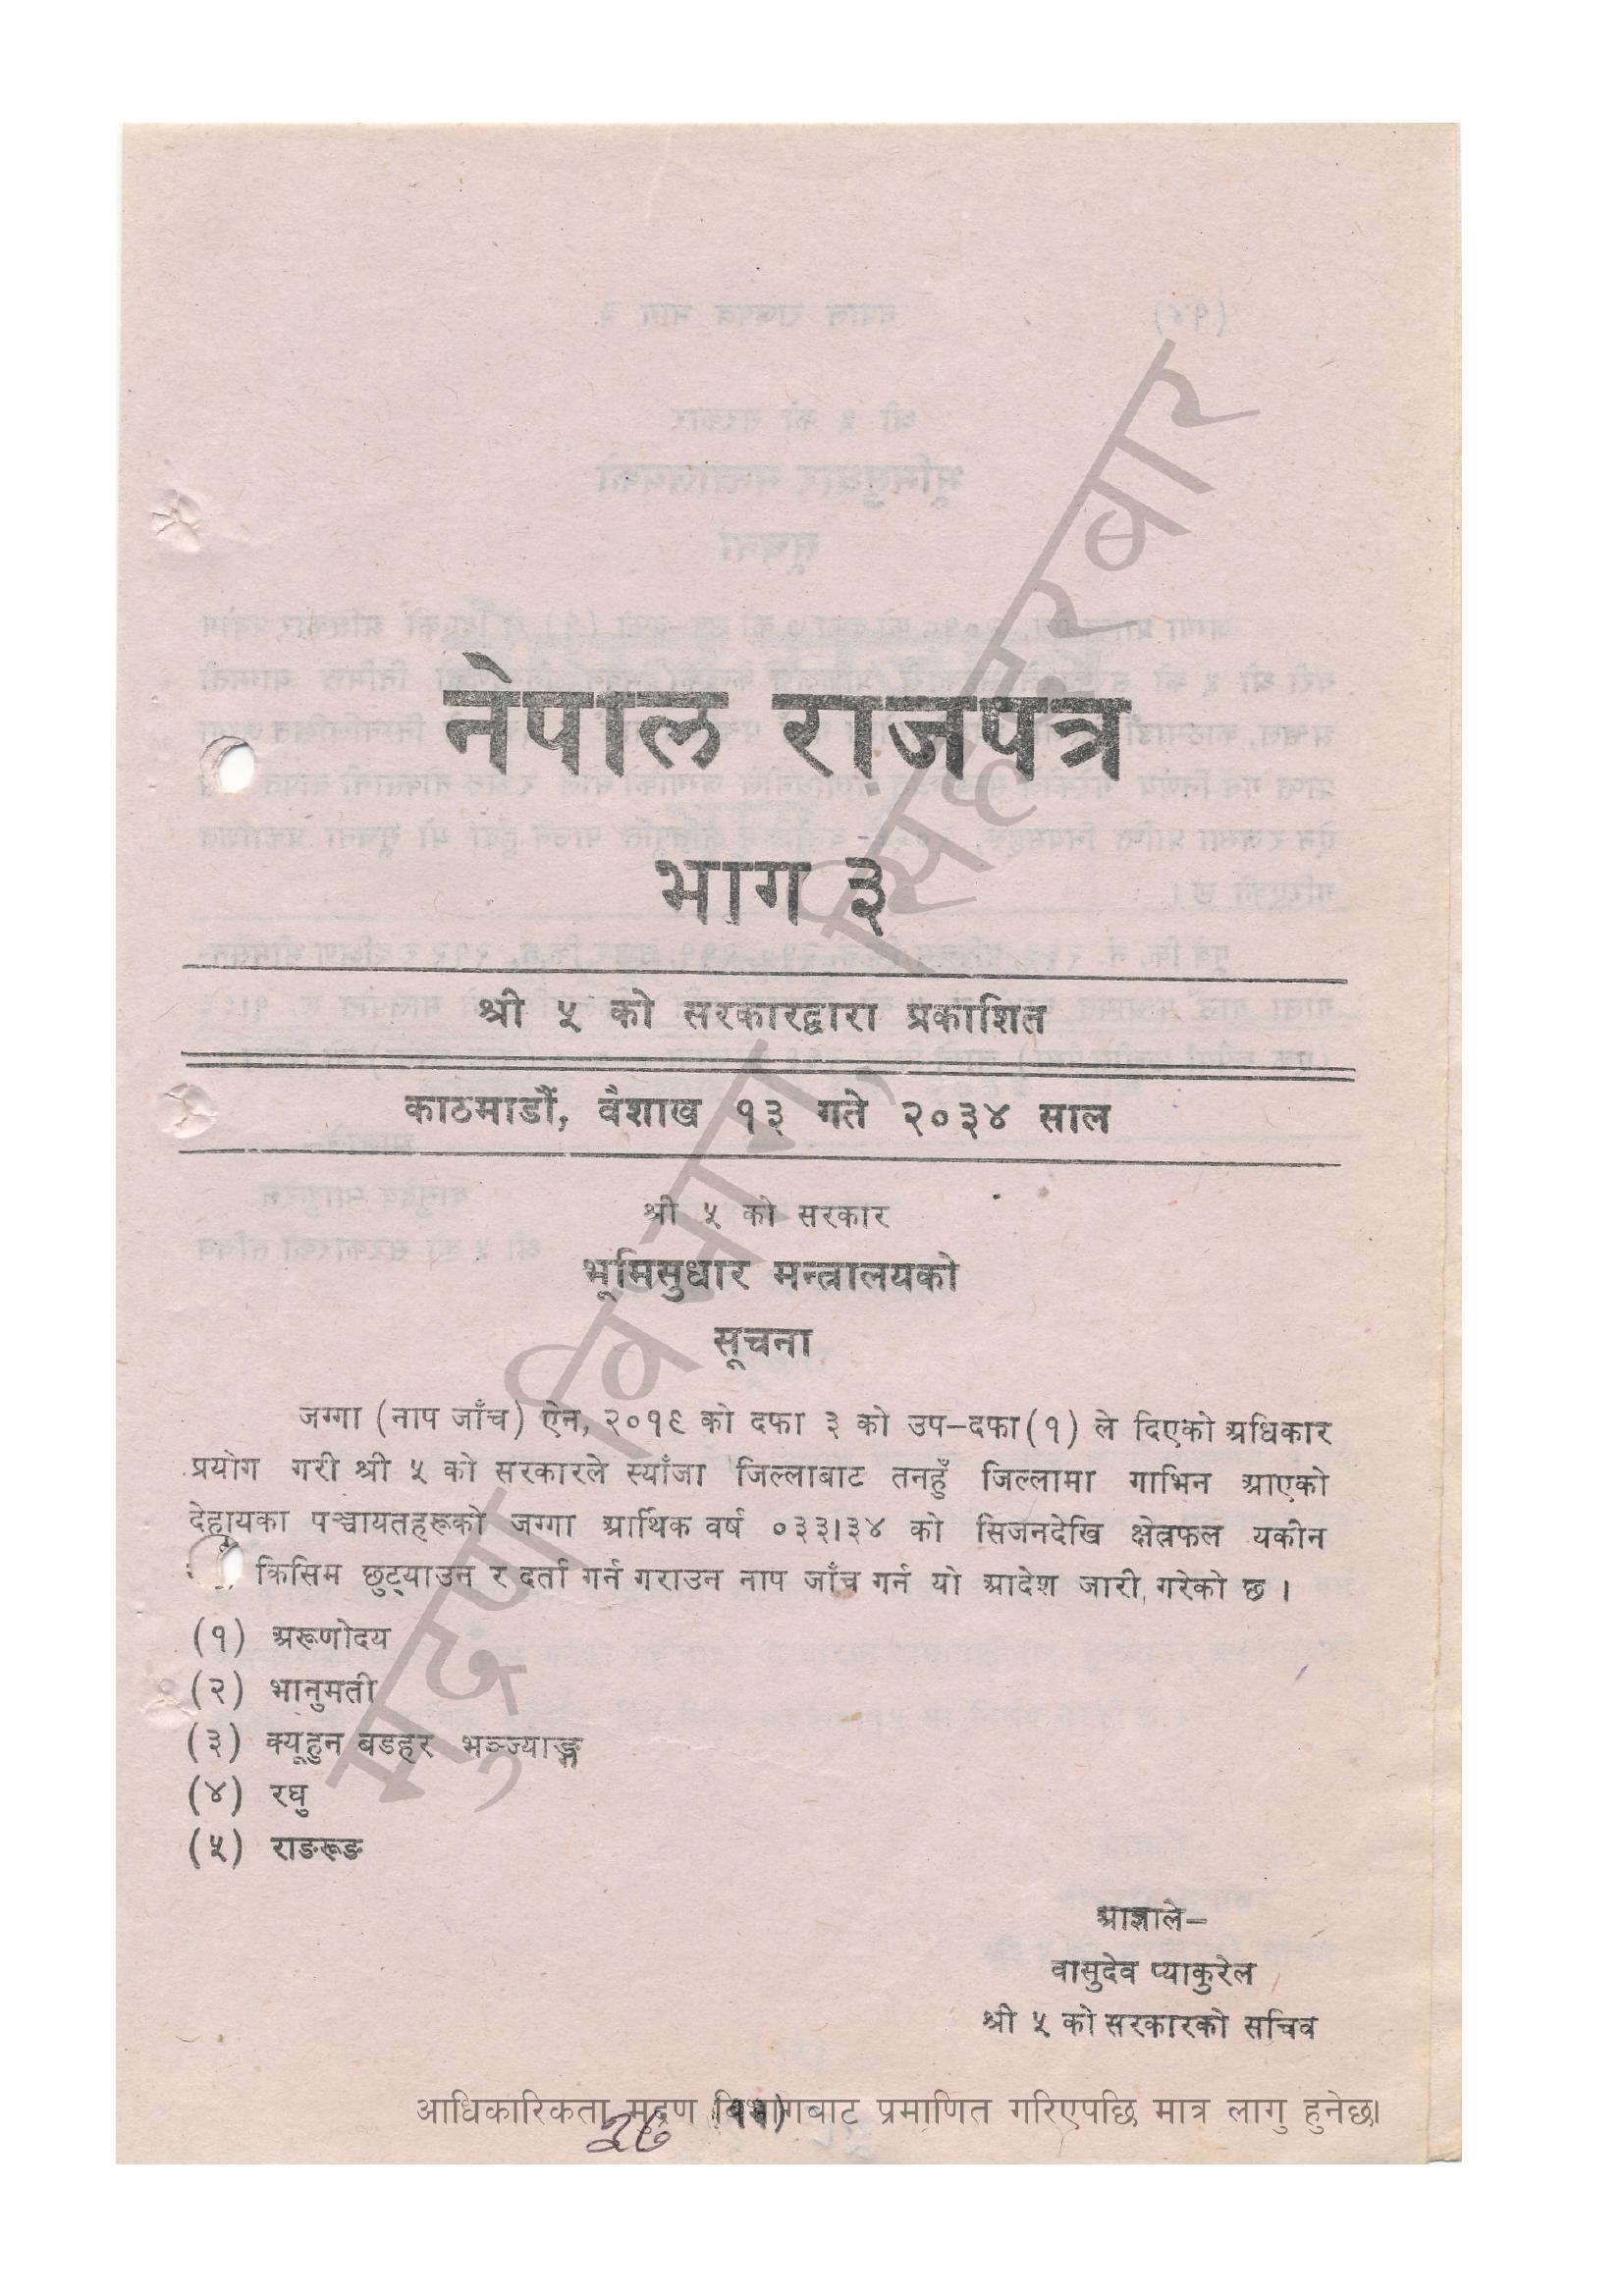 नेपाल राजपत्र
भाग ३
श्री ५ को सरकारद्वारा प्रकाशित
काठमाडौं, वैशाख १३ गते २०३४ साल
श्री ५ को सरकार
भूमिसुधार मन्त्रालयको
सूचना
जग्गा (नाप जाँच) ऐन, २०१९ को दफा ३ को उप-दफा (१) ले दिएको अधिकार
प्रयोग गरी श्री ५ को सरकारले स्याँजा जिल्लाबाट तनहुँ जिल्लामा गाभिन आएको
देहायका पञ्चायतहरूको जग्गा आर्थिक वर्ष ०३३।३४ को सिजनदेखि क्षेत्रफल यकीन
किसिम छुट्याउन र दर्ता गर्न गराउन नाप जाँच गर्न यो आदेश जारी गरेको छ ।
(१) अरूणोदय
(२) भानुमती
(३) क्यूहुन बडहर भञ्ज्याङ्ग
(४) रघु
(५) राङरूङ
आज्ञाले–
वासुदेव प्याकुरेल
श्री ५ को सरकारको सचिव
आधिकारिकता मुद्रण विभागबाट प्रमाणित गरिएपछि मात्र लागु हुनेछ।
२७
मुद्रण विभाग, सिंहदरबार